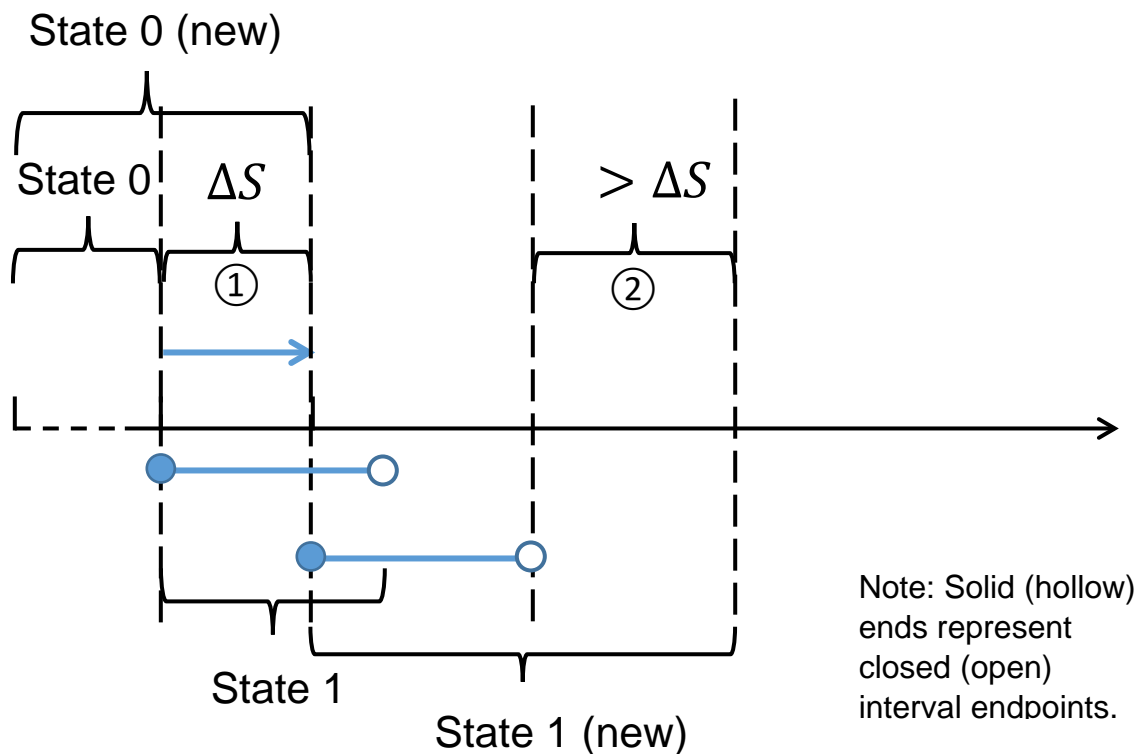 State 0 (new)
State 0
ΔS
> ΔS
①
②
Note: Solid (hollow)
ends represent
closed (open)
interval endpoints.
State 1
State 1 (new)